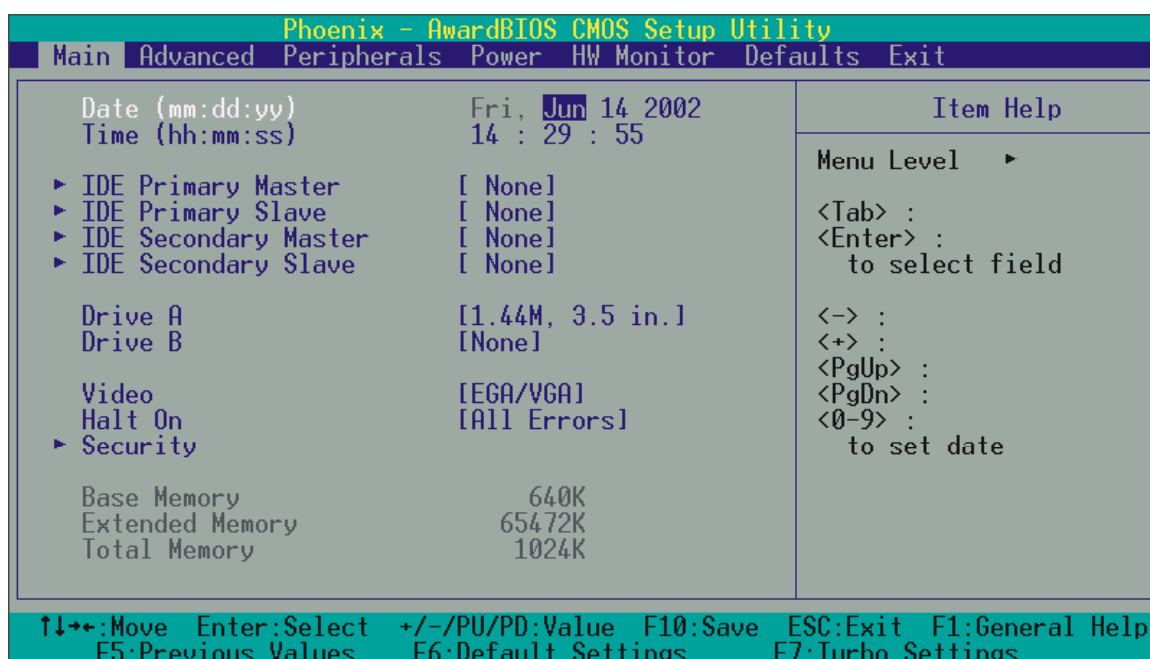 Phoenix - AwardBIOS CMOS Setup Utility
Main Advanced Peripherals Power HW Monitor Defaults Exit
Date (mm:dd:yy) Fri, Jun 14 2002
Time (hh:mm:ss) 14 : 29 : 55
► IDE Primary Master [ None]
► IDE Primary Slave [ None]
► IDE Secondary Master [ None]
► IDE Secondary Slave [ None]
Drive A [1.44M, 3.5 in.]
Drive B [None]
Video [EGA/VGA]
Halt On [All Errors]
► Security
Base Memory 640K
Extended Memory 65472K
Total Memory 1024K
Item Help
Menu Level ►
<Tab> :
<Enter> :
to select field
<-> :
<+> :
<PgUp> :
<PgDn> :
<0-9> :
to set date
↑↓→←:Move Enter:Select +/-/PU/PD:Value F10:Save ESC:Exit F1:General Help
F5:Previous Values F6:Default Settings F7:Turbo Settings